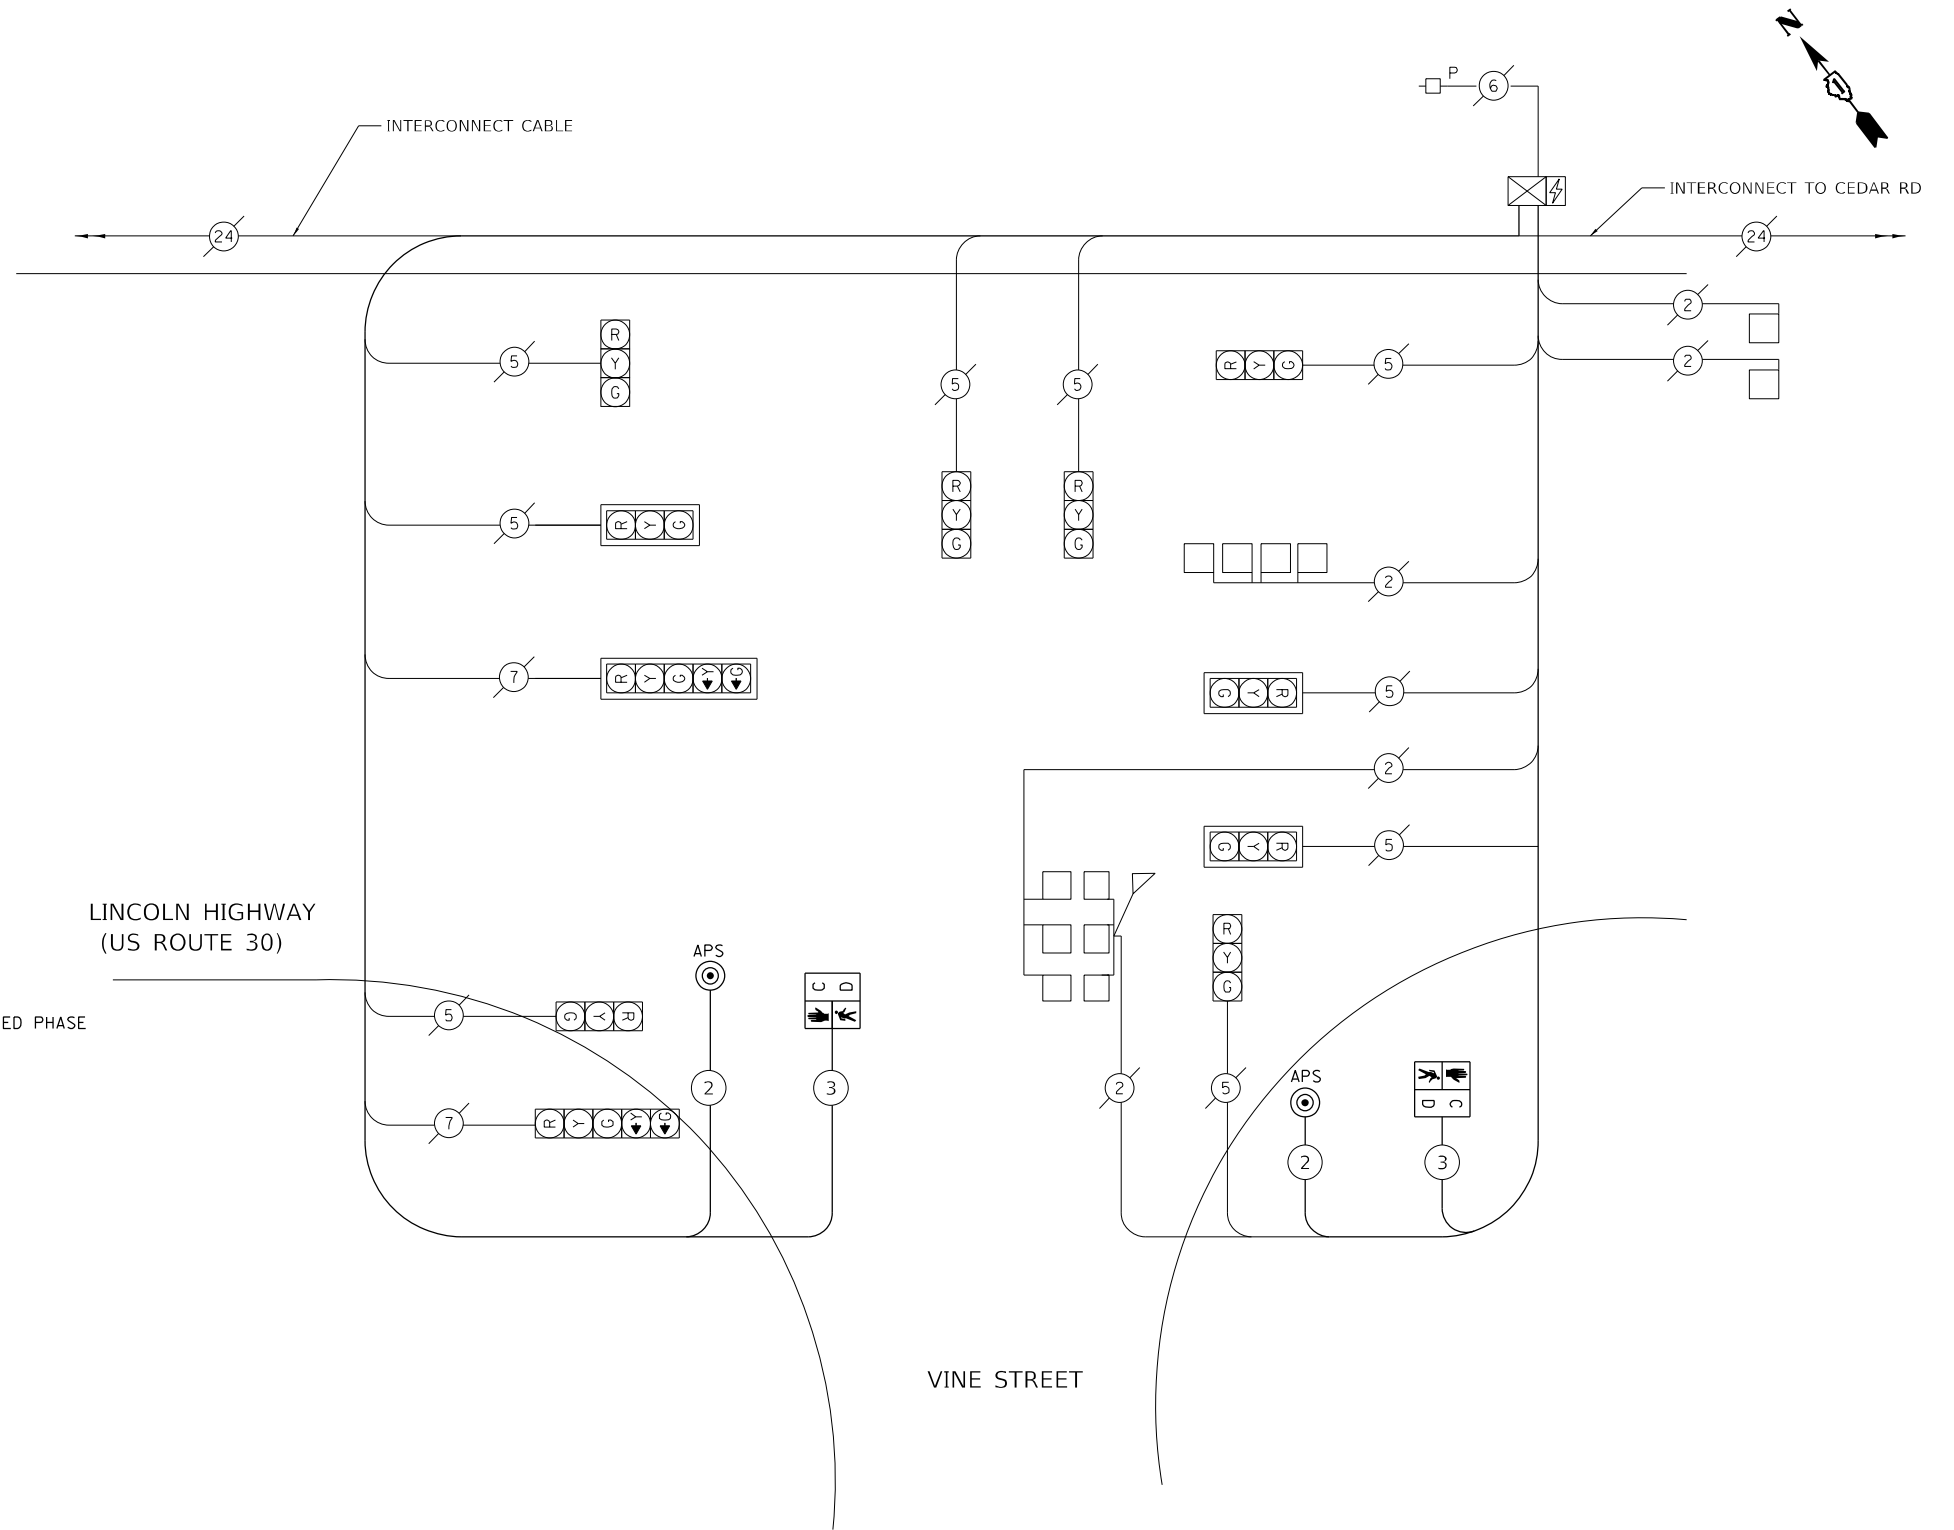 N
P
6
INTERCONNECT CABLE
INTERCONNECT TO CEDAR RD
24
24
2
2
5
R
Y
G
5
5
R Y G
5
5
R Y G
R
Y
G
R
Y
G
2
7
R Y G Y G
G Y R
5
2
G Y R
5
LINCOLN HIGHWAY
(US ROUTE 30)
ED PHASE
APS
C D
R
Y
G
5
G Y R
2
3
2
5
APS
D C
2
3
7
R Y G Y G
VINE STREET